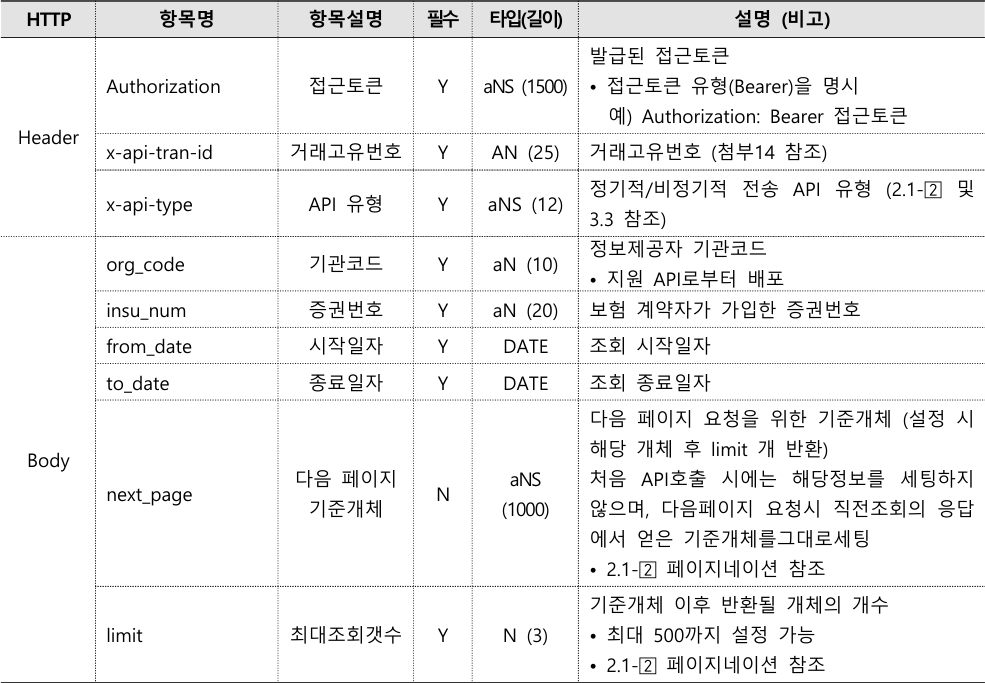 HTTP 항목명 항목설명 필수 타입(길이) 설명 (비고)
Header
Authorization 접근토큰 Y aNS (1500)
발급된 접근토큰
• 접근토큰 유형(Bearer)을 명시
예) Authorization: Bearer 접근토큰
x-api-tran-id 거래고유번호 Y AN (25) 거래고유번호 (첨부14 참조)
x-api-type API 유형 Y aNS (12)
정기적/비정기적 전송 API 유형 (2.1-2 및
3.3 참조)
Body
org_code 기관코드 Y aN (10)
정보제공자 기관코드
• 지원 API로부터 배포
insu_num 증권번호 Y aN (20) 보험 계약자가 가입한 증권번호
from_date 시작일자 Y DATE 조회 시작일자
to_date 종료일자 Y DATE 조회 종료일자
next_page
다음 페이지
기준개체
N
aNS
(1000)
다음 페이지 요청을 위한 기준개체 (설정 시
해당 개체 후 limit 개 반환)
처음 API호출 시에는 해당정보를 세팅하지
않으며, 다음페이지 요청시 직전조회의 응답
에서 얻은 기준개체를그대로세팅
• 2.1-2 페이지네이션 참조
limit 최대조회갯수 Y N (3)
기준개체 이후 반환될 개체의 개수
• 최대 500까지 설정 가능
• 2.1-2 페이지네이션 참조